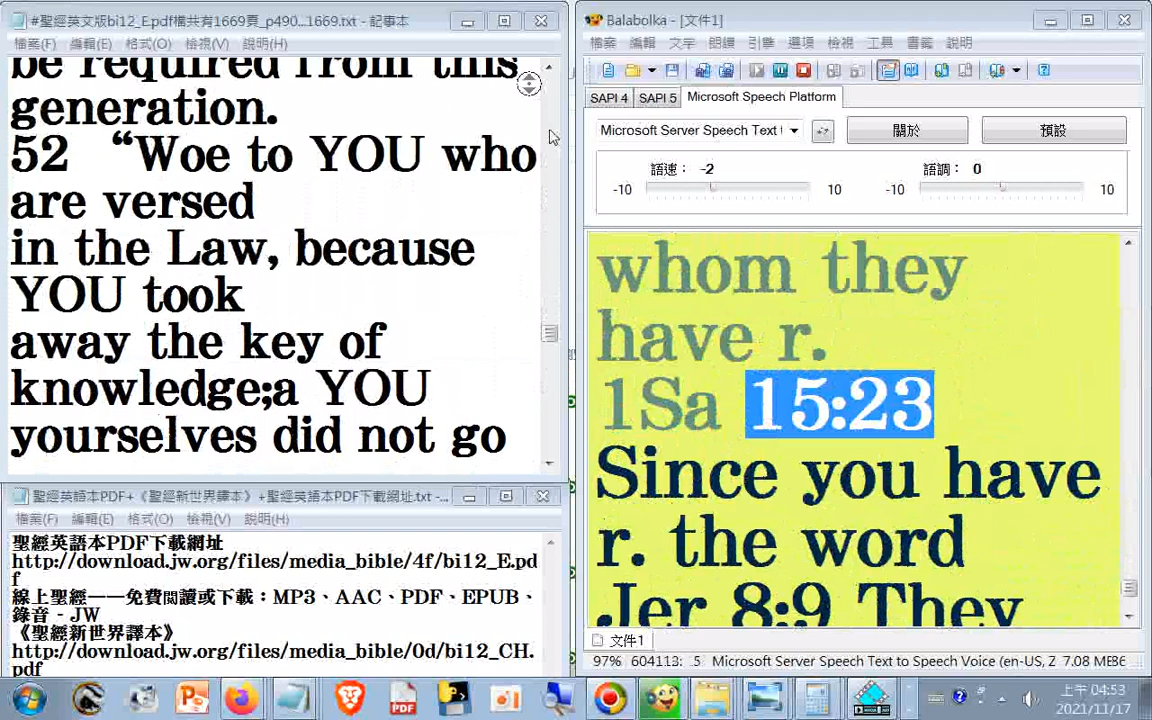 #聖經英文版bi12_E.pdf檔共有1669頁_p490...1669.txt - 記事本
檔案(F) 編輯(E) 格式(O) 檢視(V) 說明(H)
be required from this
generation.
52 “Woe to YOU who
are versed
in the Law, because
YOU took
away the key of
knowledge;a YOU
yourselves did not go
聖經英語本PDF+《聖經新世界譯本》+聖經英語本PDF下載網址.txt -...
檔案(F) 編輯(E) 格式(O) 檢視(V) 說明(H)
聖經英語本PDF下載網址
http://download.jw.org/files/media_bible/4f/bi12_E.pd
f
線上聖經——免費閱讀或下載：MP3、AAC、PDF、EPUB、
錄音 - JW
《聖經新世界譯本》
http://download.jw.org/files/media_bible/0d/bi12_CH.
pdf
Balabolka - [文件1]
檔案 編輯 文字 朗讀 引擎 選項 檢視 工具 書籤 說明
SAPI 4 SAPI 5 Microsoft Speech Platform
Microsoft Server Speech Text 關於 預設
語速： -2 語調： 0
-10 10 -10 10
whom they
have r.
1Sa 15:23
Since you have
r. the word
Jer 8:9 They
文件1
97% 604113: 5 Microsoft Server Speech Text to Speech Voice (en-US, Z 7.08 МБ
上午 04:53
2021/11/17